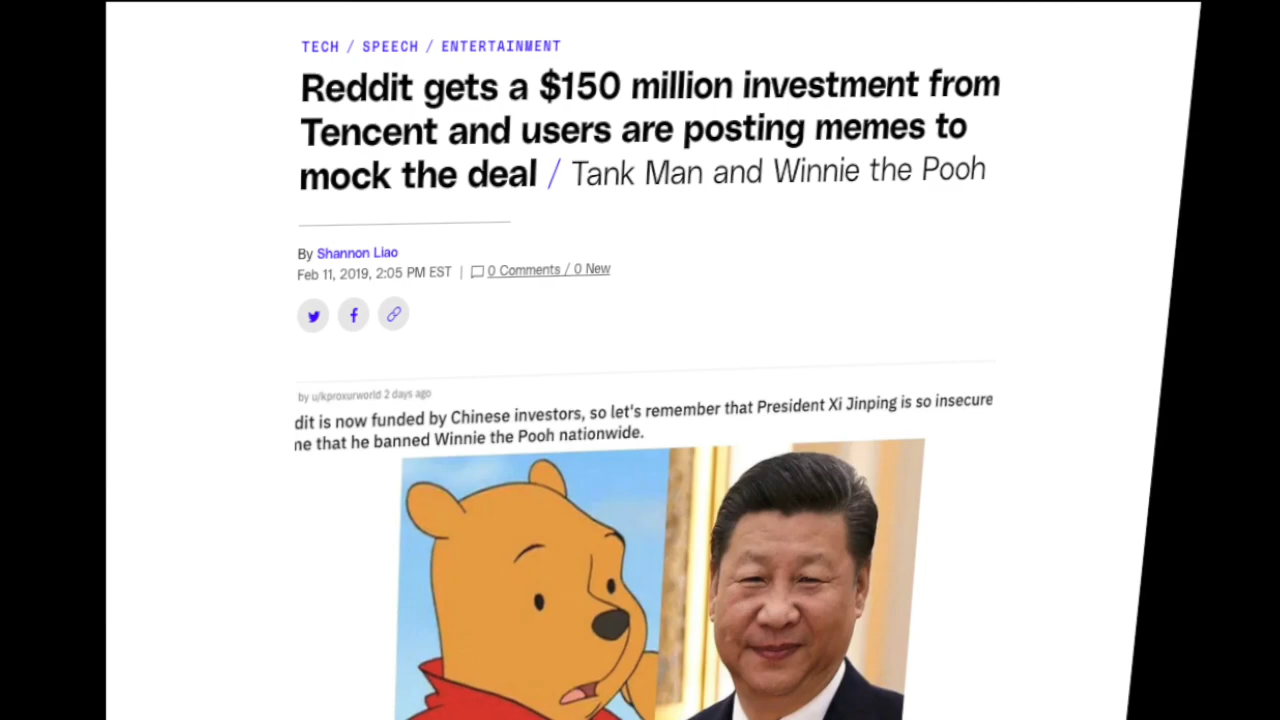 TECH / SPEECH / ENTERTAINMENT
Reddit gets a $150 million investment from
Tencent and users are posting memes to
mock the deal / Tank Man and Winnie the Pooh
By Shannon Liao
Feb 11, 2019, 2:05 PM EST | 0 Comments / 0 New
by u/kproxurworld 2 days ago
dit is now funded by Chinese investors, so let's remember that President Xi Jinping is so insecure
ne that he banned Winnie the Pooh nationwide.